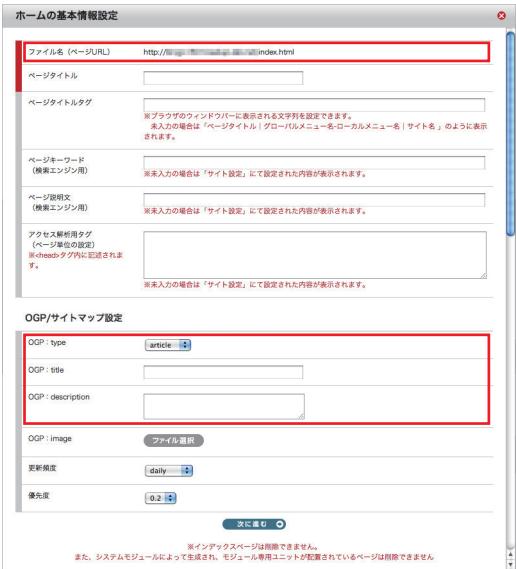 ホームの基本情報設定
ファイル名（ページURL） http:// index.html
ページタイトル
ページタイトルタグ
※ブラウザのウィンドウバーに表示される文字列を設定できます。
未入力の場合は「ページタイトル｜グローバルメニュー名-ローカルメニュー名｜サイト名 」のように表示
されます。
ページキーワード
（検索エンジン用）
※未入力の場合は「サイト設定」にて設定された内容が表示されます。
ページ説明文
（検索エンジン用）
※未入力の場合は「サイト設定」にて設定された内容が表示されます。
アクセス解析用タグ
（ページ単位の設定）
※<head>タグ内に記述されま
す。
※未入力の場合は「サイト設定」にて設定された内容が表示されます。
OGP/サイトマップ設定
OGP：type article
OGP：title
OGP：description
OGP：image ファイル選択
更新頻度 daily
優先度 0.2
次に進む
※インデックスページは削除できません。
また、システムモジュールによって生成され、モジュール専用ユニットが配置されているページは削除できません